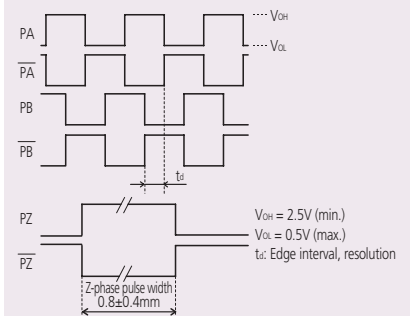 VOH
PA
VOL
PA
PB
PB
td
PZ
VOH = 2.5V (min.)
VOL = 0.5V (max.)
td: Edge interval, resolution
PZ
Z-phase pulse width
0.8±0.4mm